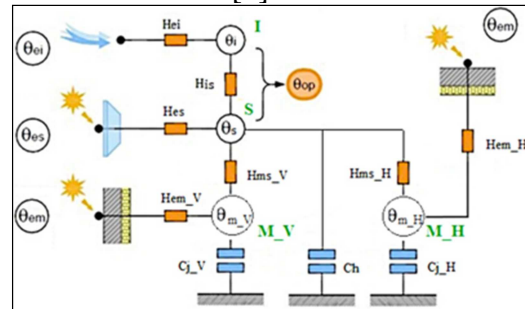 θem
I
Hei
θei
θi
His
θop
S
Hes
θes
θs
Hem_H
Hms_V
Hms_H
Hem_V
θem
θm_V
θm_H
M_V
M_H
Cj_V
Ch
Cj_H